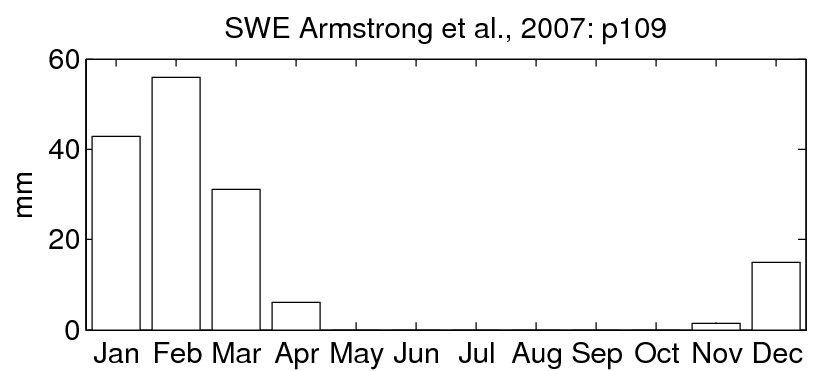 SWE Armstrong et al., 2007: p109
60
40
20
0
mm
Jan Feb Mar Apr May Jun Jul Aug Sep Oct Nov Dec